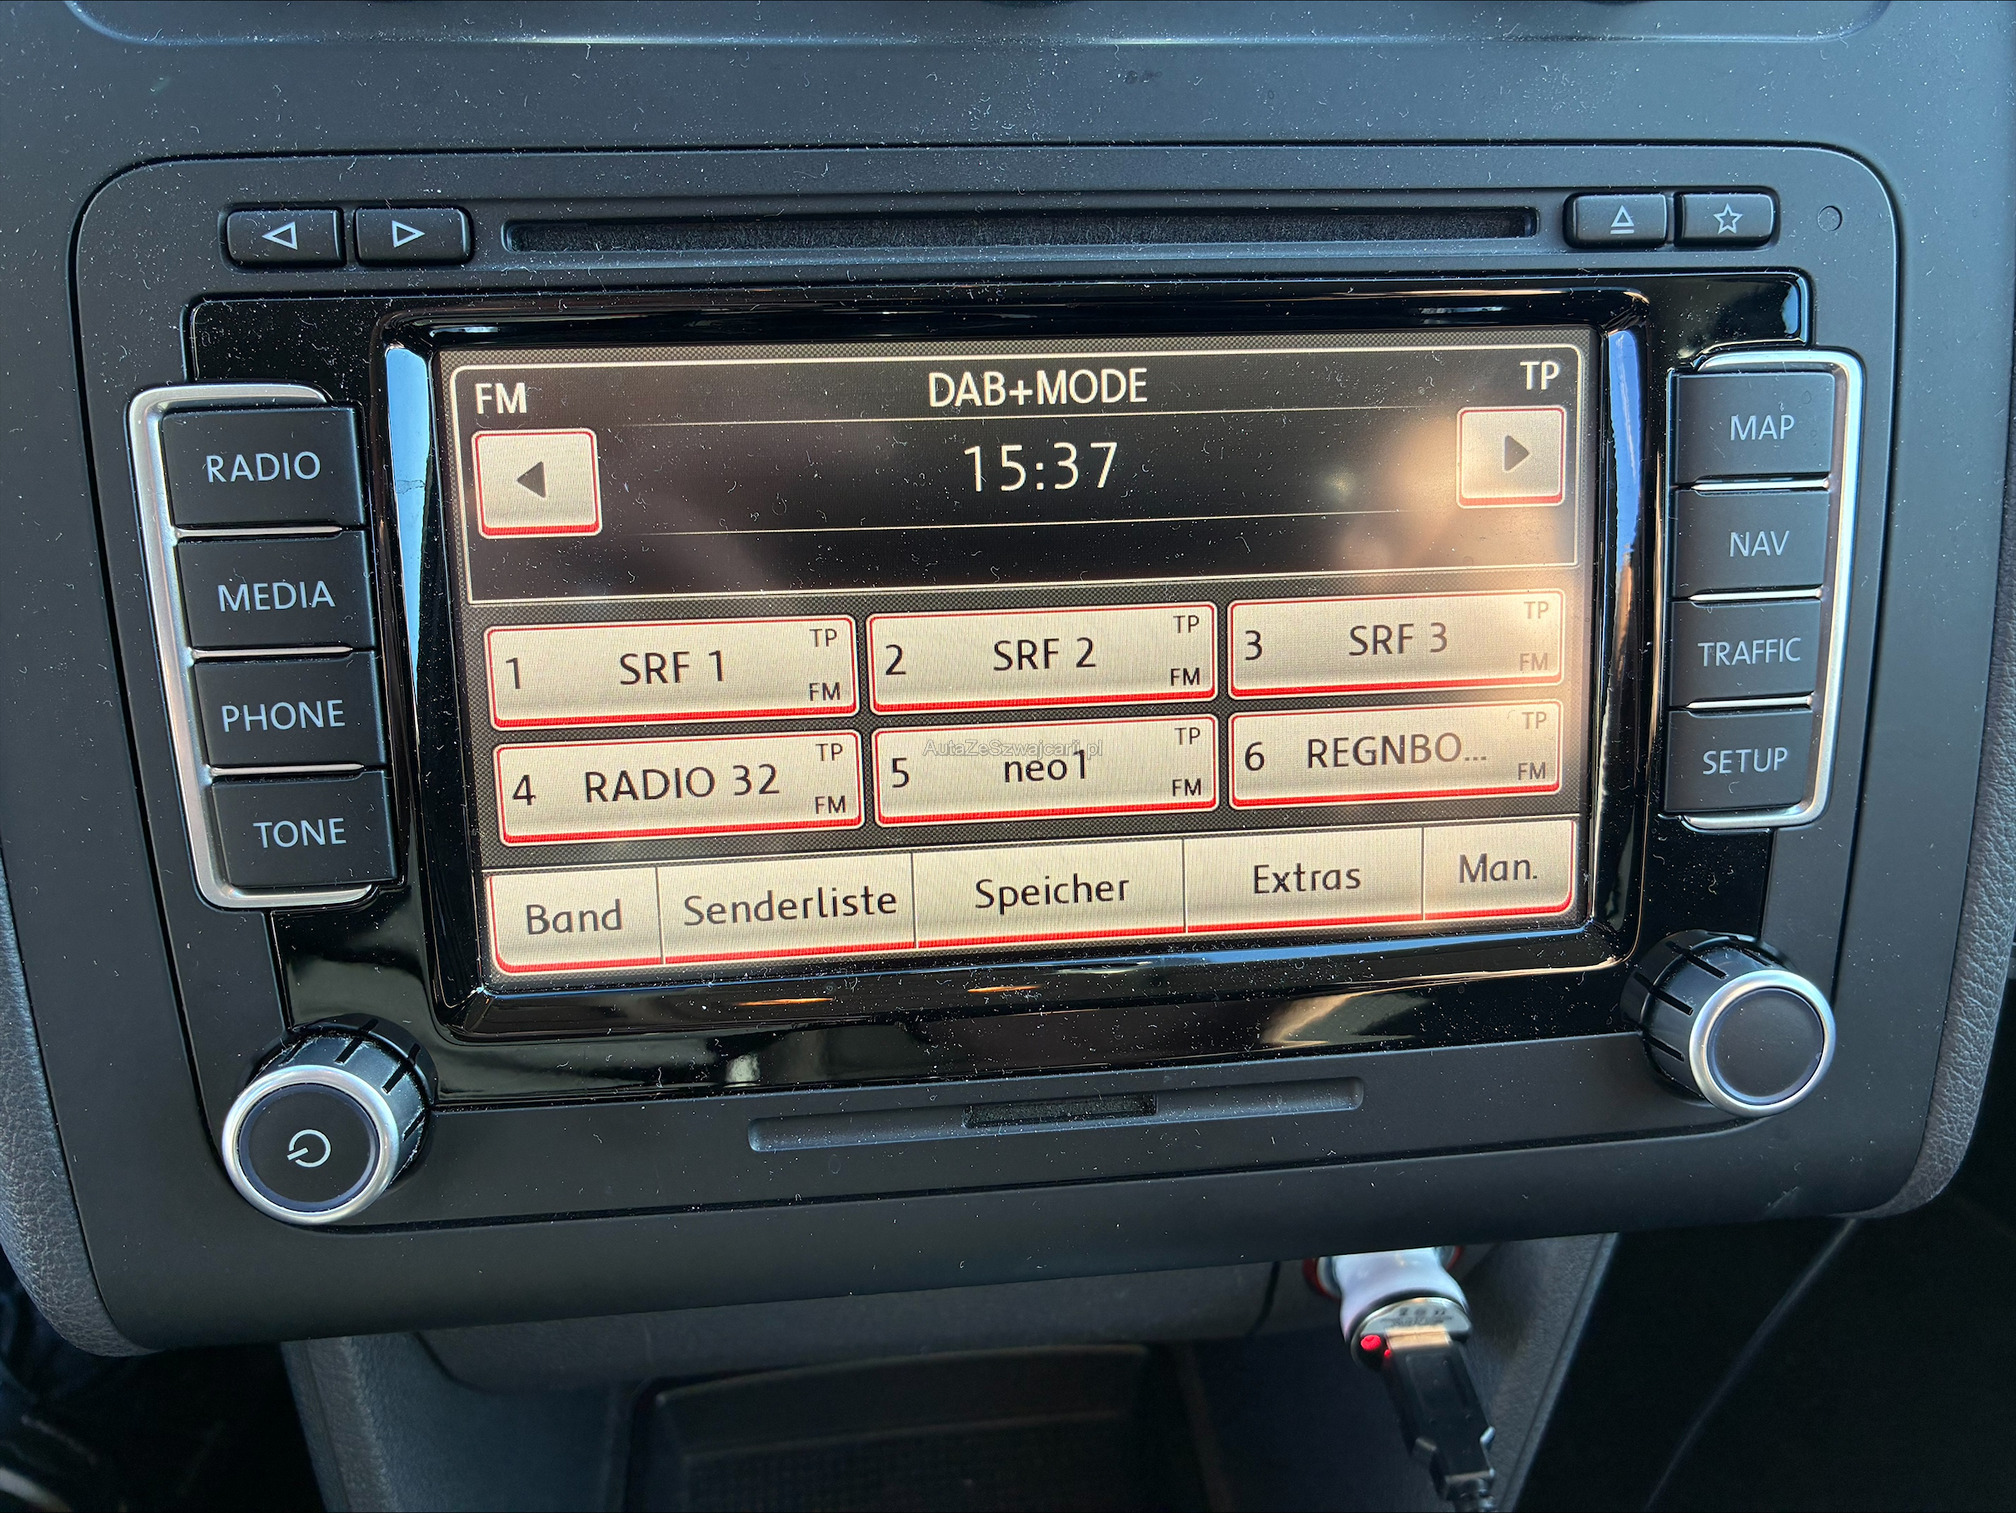 FM DAB+MODE TP
15:37
RADIO
MEDIA
PHONE
TONE
1 SRF 1 TP FM
2 SRF 2 TP FM
3 SRF 3 TP FM
4 RADIO 32 TP FM
5 neo1 TP FM
6 REGNBO... TP FM
AutaZeSzwajcarii.pl
Band Senderliste Speicher Extras Man.
MAP
NAV
TRAFFIC
SETUP